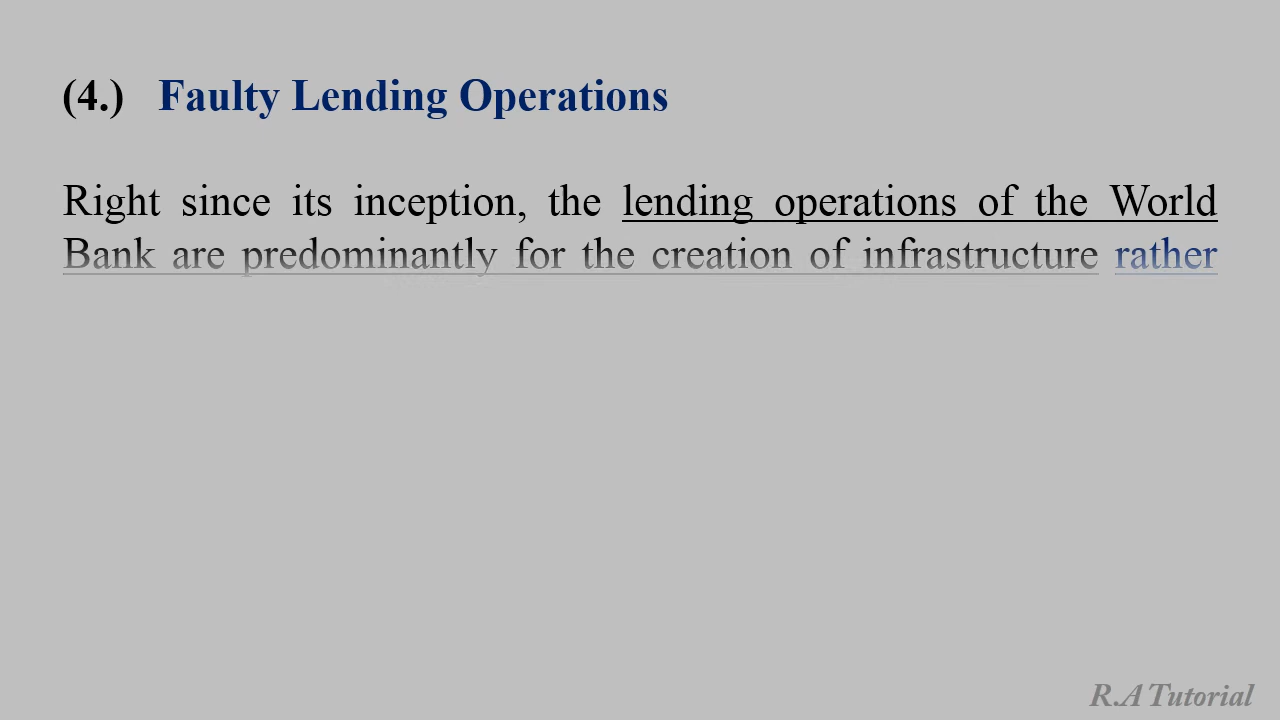 (4.) Faulty Lending Operations
Right since its inception, the lending operations of the World
Bank are predominantly for the creation of infrastructure rather
R.A Tutorial